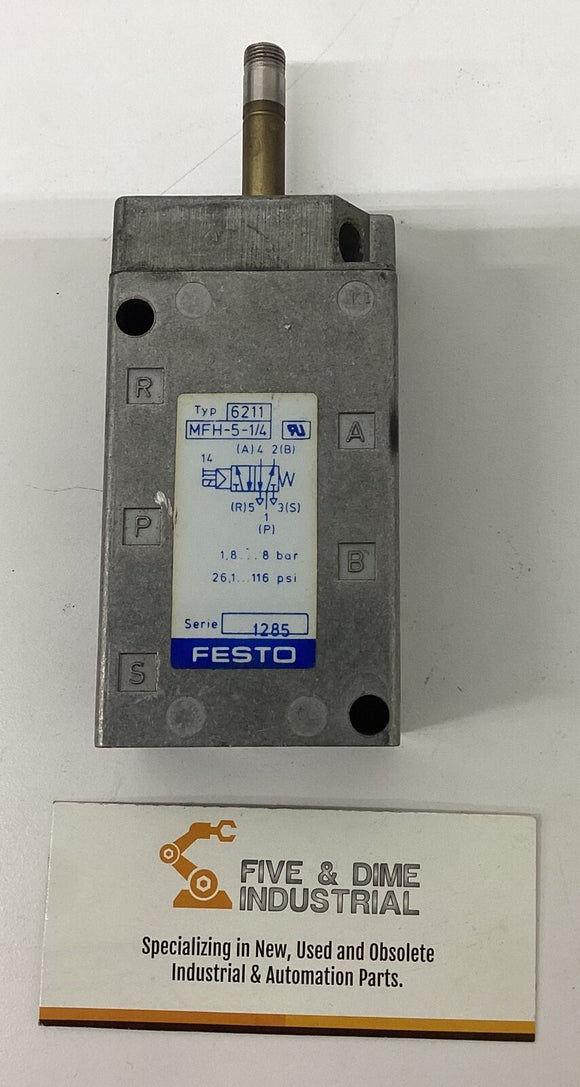 R
A
P
B
S
Typ 6211
MFH-5-1/4
RU
(A)4 2(B)
14
(R)5 3(S)
1
(P)
1,8...8 bar
26,1...116 psi
Serie 1285
FESTO
FIVE & DIME
INDUSTRIAL
Specializing in New, Used and Obsolete
Industrial & Automation Parts.